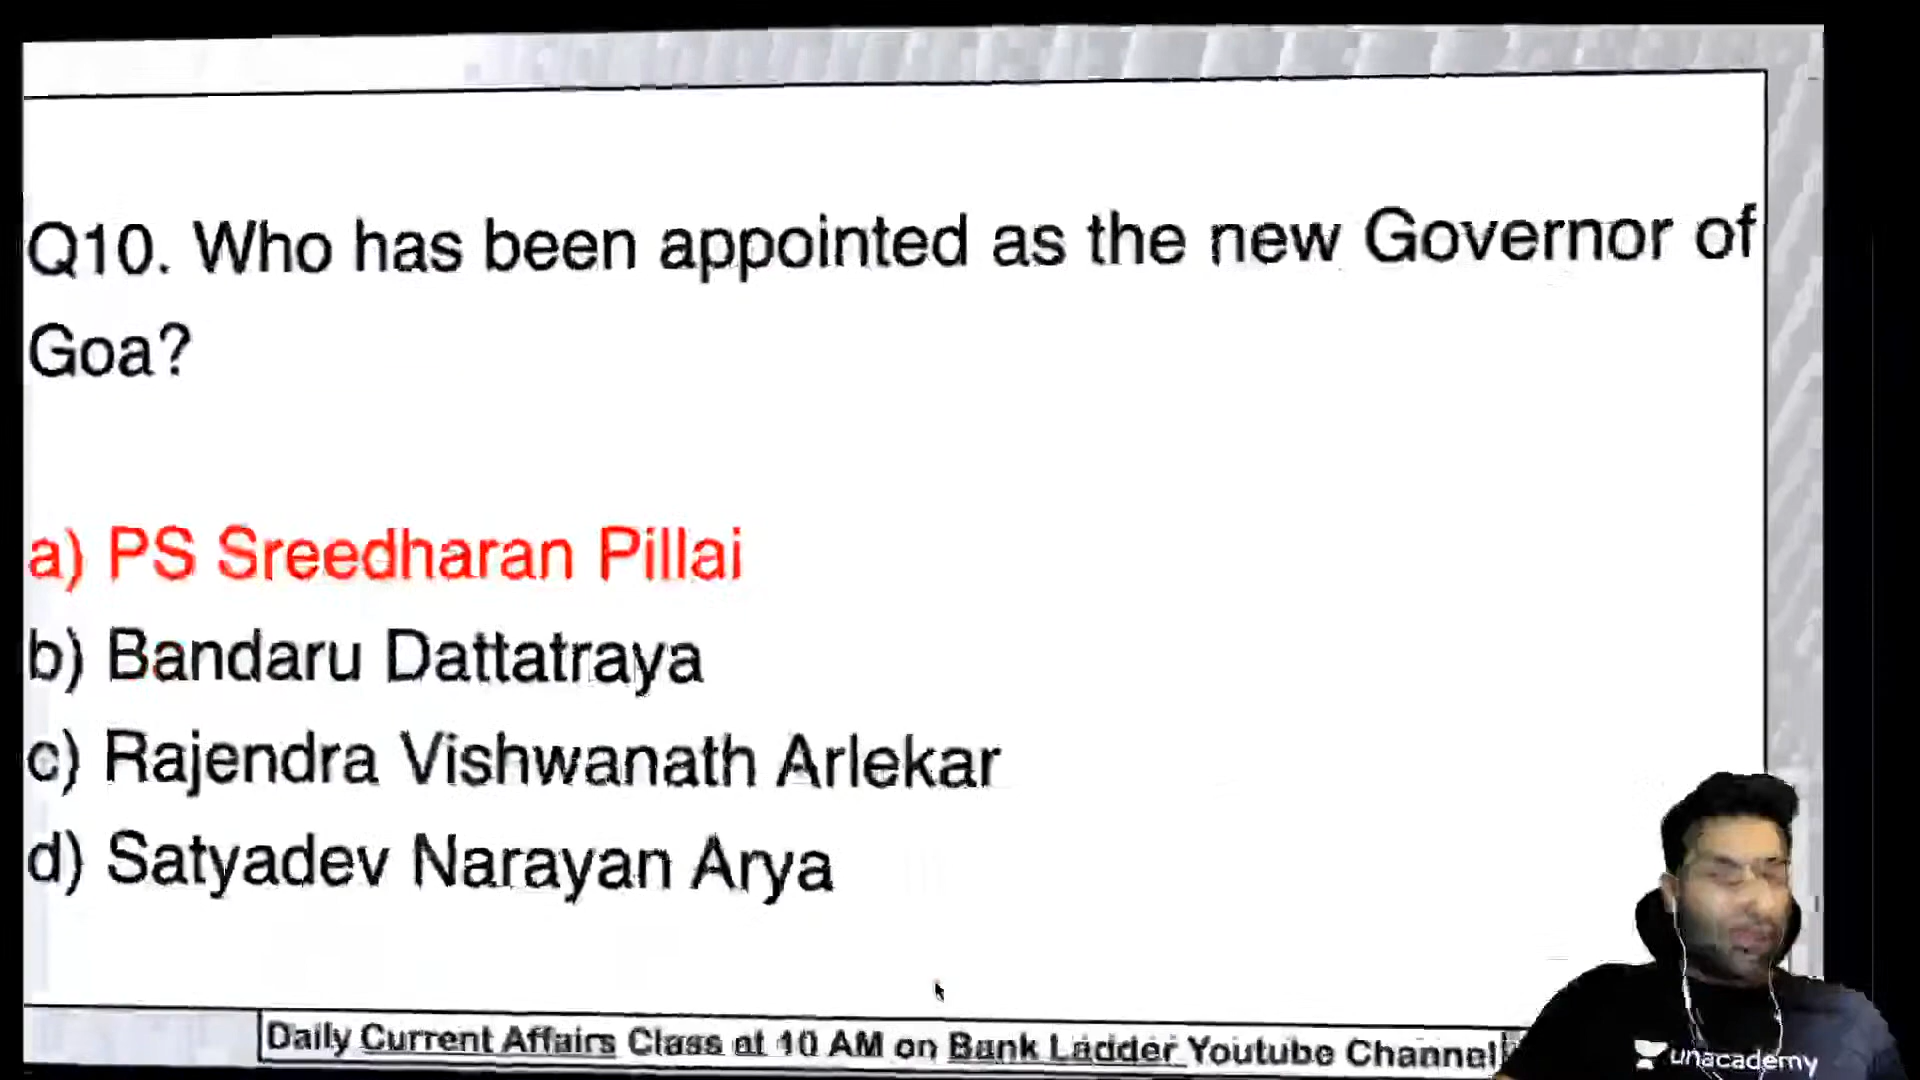 Q10. Who has been appointed as the new Governor of
Goa?
a) PS Sreedharan Pillai
b) Bandaru Dattatraya
c) Rajendra Vishwanath Arlekar
d) Satyadev Narayan Arya
Daily Current Affairs Class at 10 AM on Bank Ladder Youtube Channel
unacademy